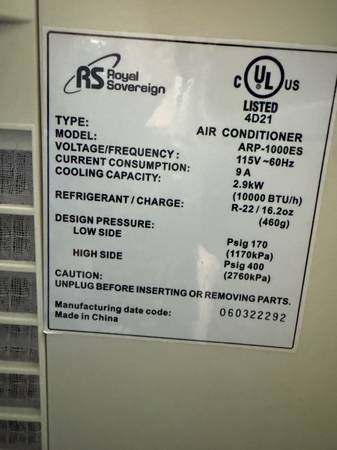 RS Royal
Sovereign
C UL US
LISTED
4D21
TYPE: AIR CONDITIONER
MODEL: ARP-1000ES
VOLTAGE/FREQUENCY: 115V ~60Hz
CURRENT CONSUMPTION: 9A
COOLING CAPACITY: 2.9kW
(10000 BTU/h)
REFRIGERANT / CHARGE: R-22 / 16.2oz
(460g)
DESIGN PRESSURE:
LOW SIDE Psig 170
(1170kPa)
HIGH SIDE Psig 400
(2760kPa)
CAUTION:
UNPLUG BEFORE INSERTING OR REMOVING PARTS.
Manufacturing date code: 060322292
Made in China